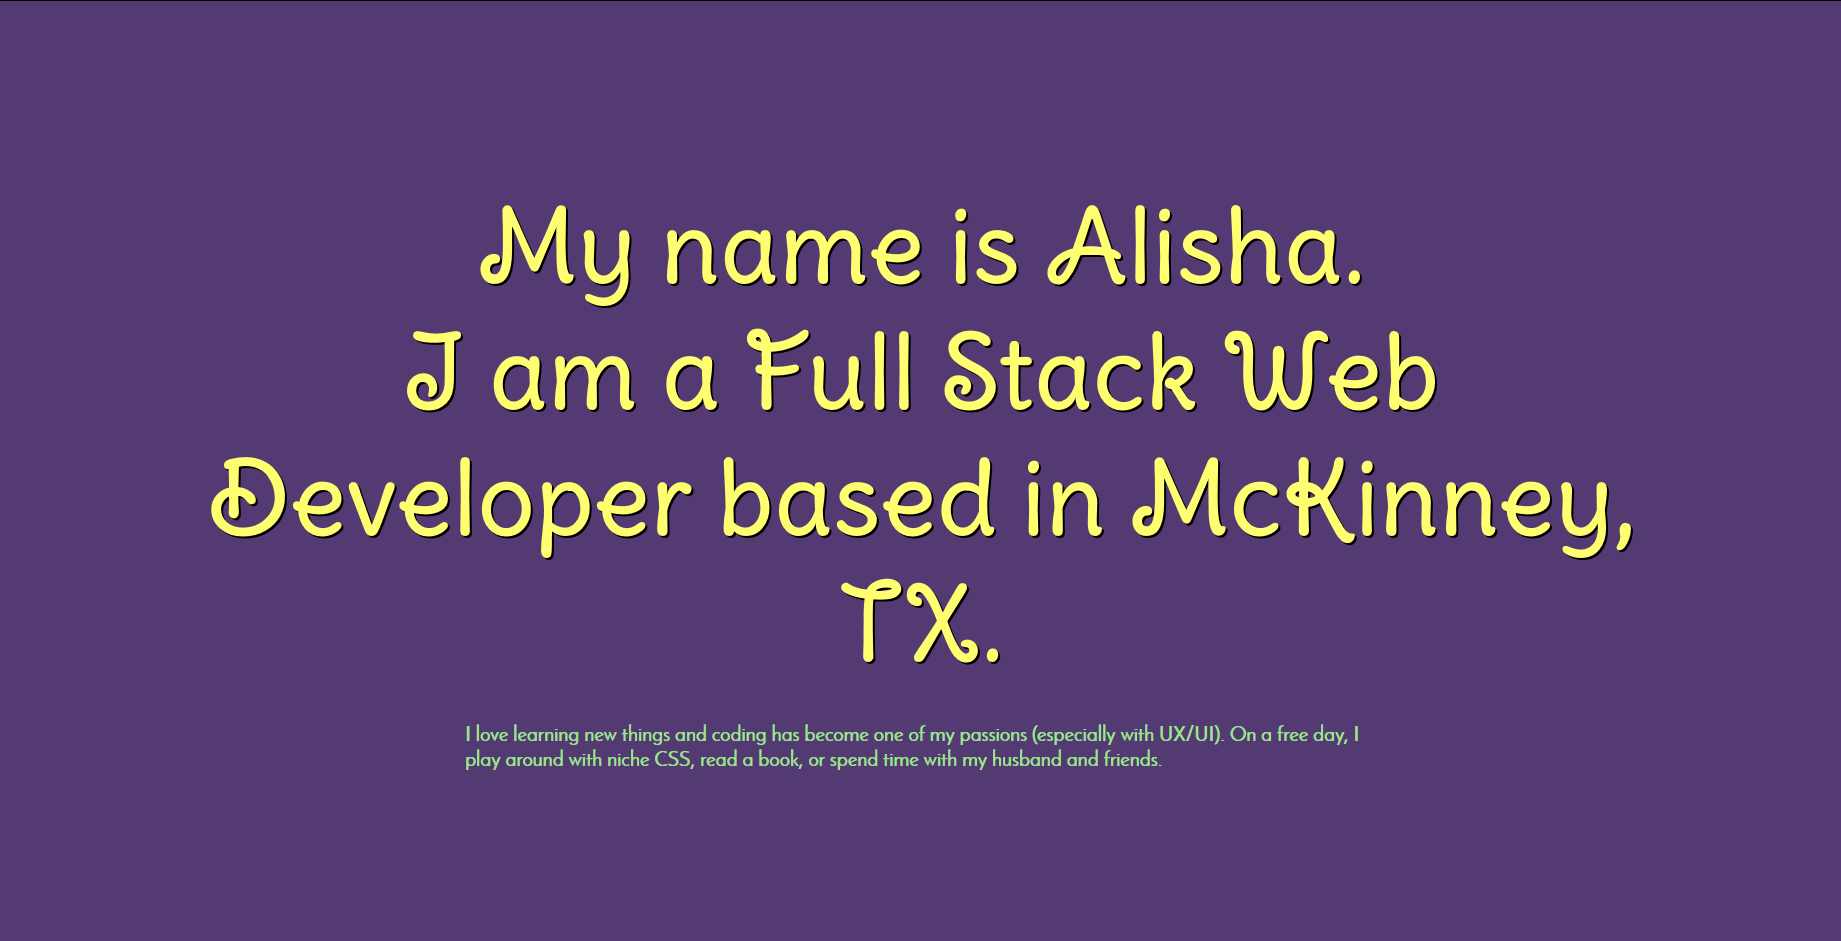 My name is Alisha.
I am a Full Stack Web
Developer based in McKinney,
TX.
I love learning new things and coding has become one of my passions (especially with UX/UI). On a free day, I
play around with niche CSS, read a book, or spend time with my husband and friends.